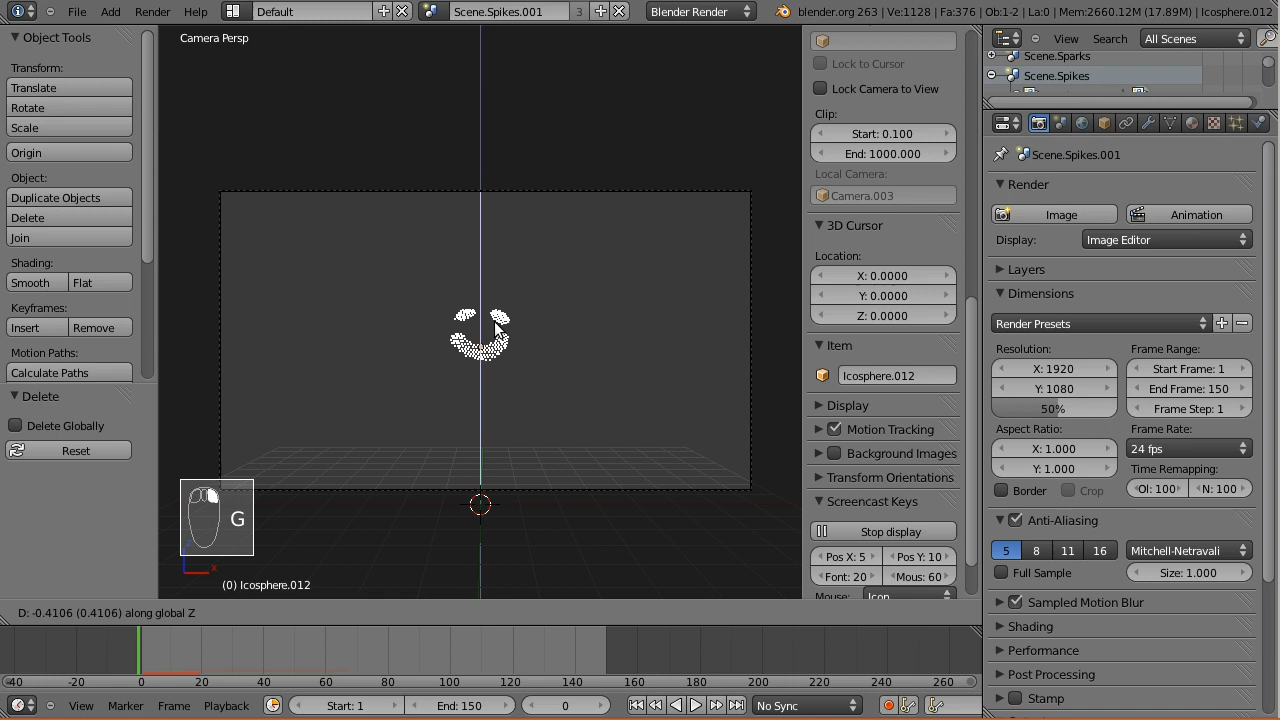 File Add Render Help Default Scene.Spikes.001 3 Blender Render blender.org 263 | Ve:1128 | Fa:376 | Ob:1-2 | La:0 | Mem:2660.12M (17.89M) | Icosphere.012
Object Tools
Transform:
Translate
Rotate
Scale
Origin
Object:
Duplicate Objects
Delete
Join
Shading:
Smooth Flat
Keyframes:
Insert Remove
Motion Paths:
Calculate Paths
Delete
Delete Globally
Reset
Camera Persp
G
x
(0) Icosphere.012
D: -0.4106 (0.4106) along global Z
Lock to Cursor
Lock Camera to View
Clip:
Start: 0.100
End: 1000.000
Local Camera:
Camera.003
3D Cursor
Location:
X: 0.0000
Y: 0.0000
Z: 0.0000
Item
Icosphere.012
Display
Motion Tracking
Background Images
Transform Orientations
Screencast Keys
Stop display
Pos X: 5 Pos Y: 10
Font: 20 Mous: 60
Mouse: Icon
View Search All Scenes
Scene.Sparks
Scene.Spikes
Scene.Spikes.001
Render
Image Animation
Display: Image Editor
Layers
Dimensions
Render Presets
Resolution: Frame Range:
X: 1920 Start Frame: 1
Y: 1080 End Frame: 150
50% Frame Step: 1
Aspect Ratio: Frame Rate:
X: 1.000 24 fps
Y: 1.000 Time Remapping:
Border Crop Ol: 100 N: 100
Anti-Aliasing
5 8 11 16 Mitchell-Netravali
Full Sample Size: 1.000
Sampled Motion Blur
Shading
Performance
Post Processing
Stamp
-40 -20 0 20 40 60 80 100 120 140 160 180 200 220 240 260
View Marker Frame Playback Start: 1 End: 150 0 No Sync